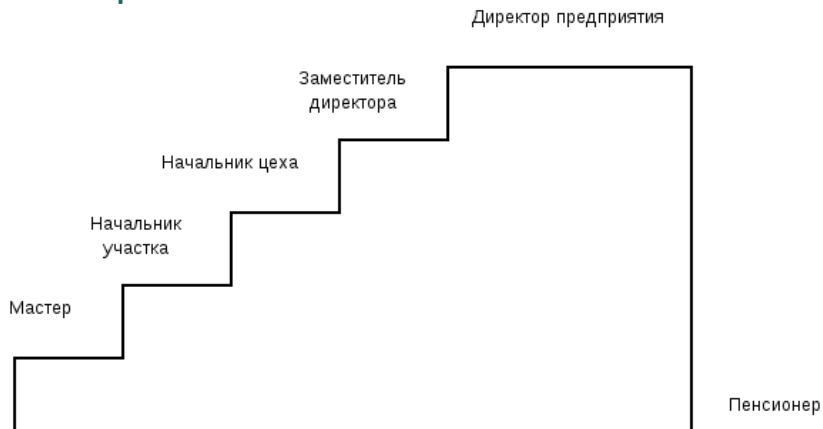 Директор предприятия
Заместитель
директора
Начальник цеха
Начальник
участка
Мастер
Пенсионер